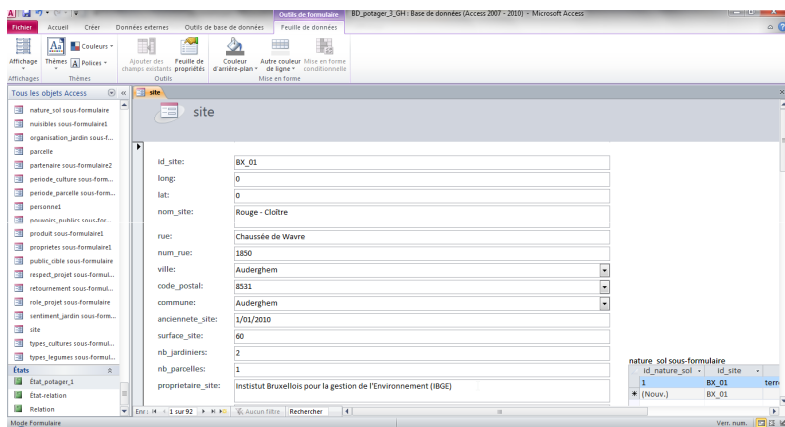 Outils de formulaire BD_potager_3_GH : Base de données (Access 2007 - 2010) - Microsoft Access
Fichier Accueil Créer Données externes Outils de base de données Feuille de données
Affichage Thèmes Couleurs Polices Ajouter des champs existants Feuille de propriétés Couleur d'arrière-plan Autre couleur de ligne Mise en forme conditionnelle
Affichages Thèmes Outils Mise en forme
Tous les objets Access
nature_sol sous-formulaire
nuisibles sous-formulaire1
organisation_jardin sous-f...
parcelle
partenaire sous-formulaire2
periode_culture sous-form...
periode_parcelle sous-form...
personne1
pouvoirs_publics sous-for...
produit sous-formulaire1
proprietes sous-formulaire1
public_cible sous-formulaire
respect_projet sous-formul...
retournement sous-formul...
role_projet sous-formulaire
sentiment_jardin sous-form...
site
types_cultures sous-formul...
types_legumes sous-formul...
États
État_potager_1
État-relation
Relation
site
site
id_site: BX_01
long: 0
lat: 0
nom_site: Rouge - Cloître
rue: Chaussée de Wavre
num_rue: 1850
ville: Auderghem
code_postal: 8531
commune: Auderghem
anciennete_site: 1/01/2010
surface_site: 60
nb_jardiniers: 2
nb_parcelles: 1
proprietaire_site: Instistut Bruxellois pour la gestion de l'Environnement (IBGE)
nature_sol sous-formulaire
id_nature_sol id_site
1 BX_01 terr
(Nouv.) BX_01
Enr : 1 sur 92 Aucun filtre Rechercher
Mode Formulaire Verr. num.